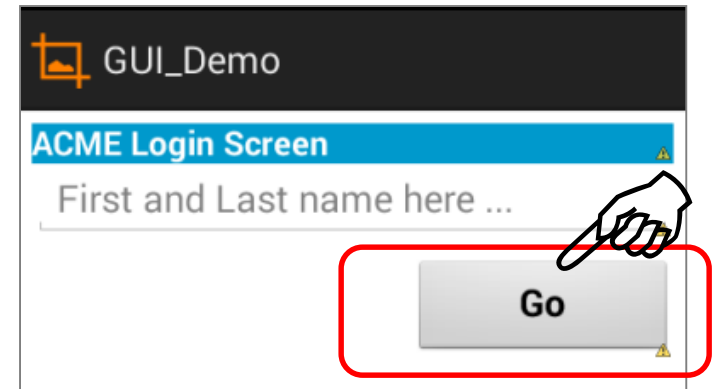 GUI_Demo
ACME Login Screen
First and Last name here ...
Go